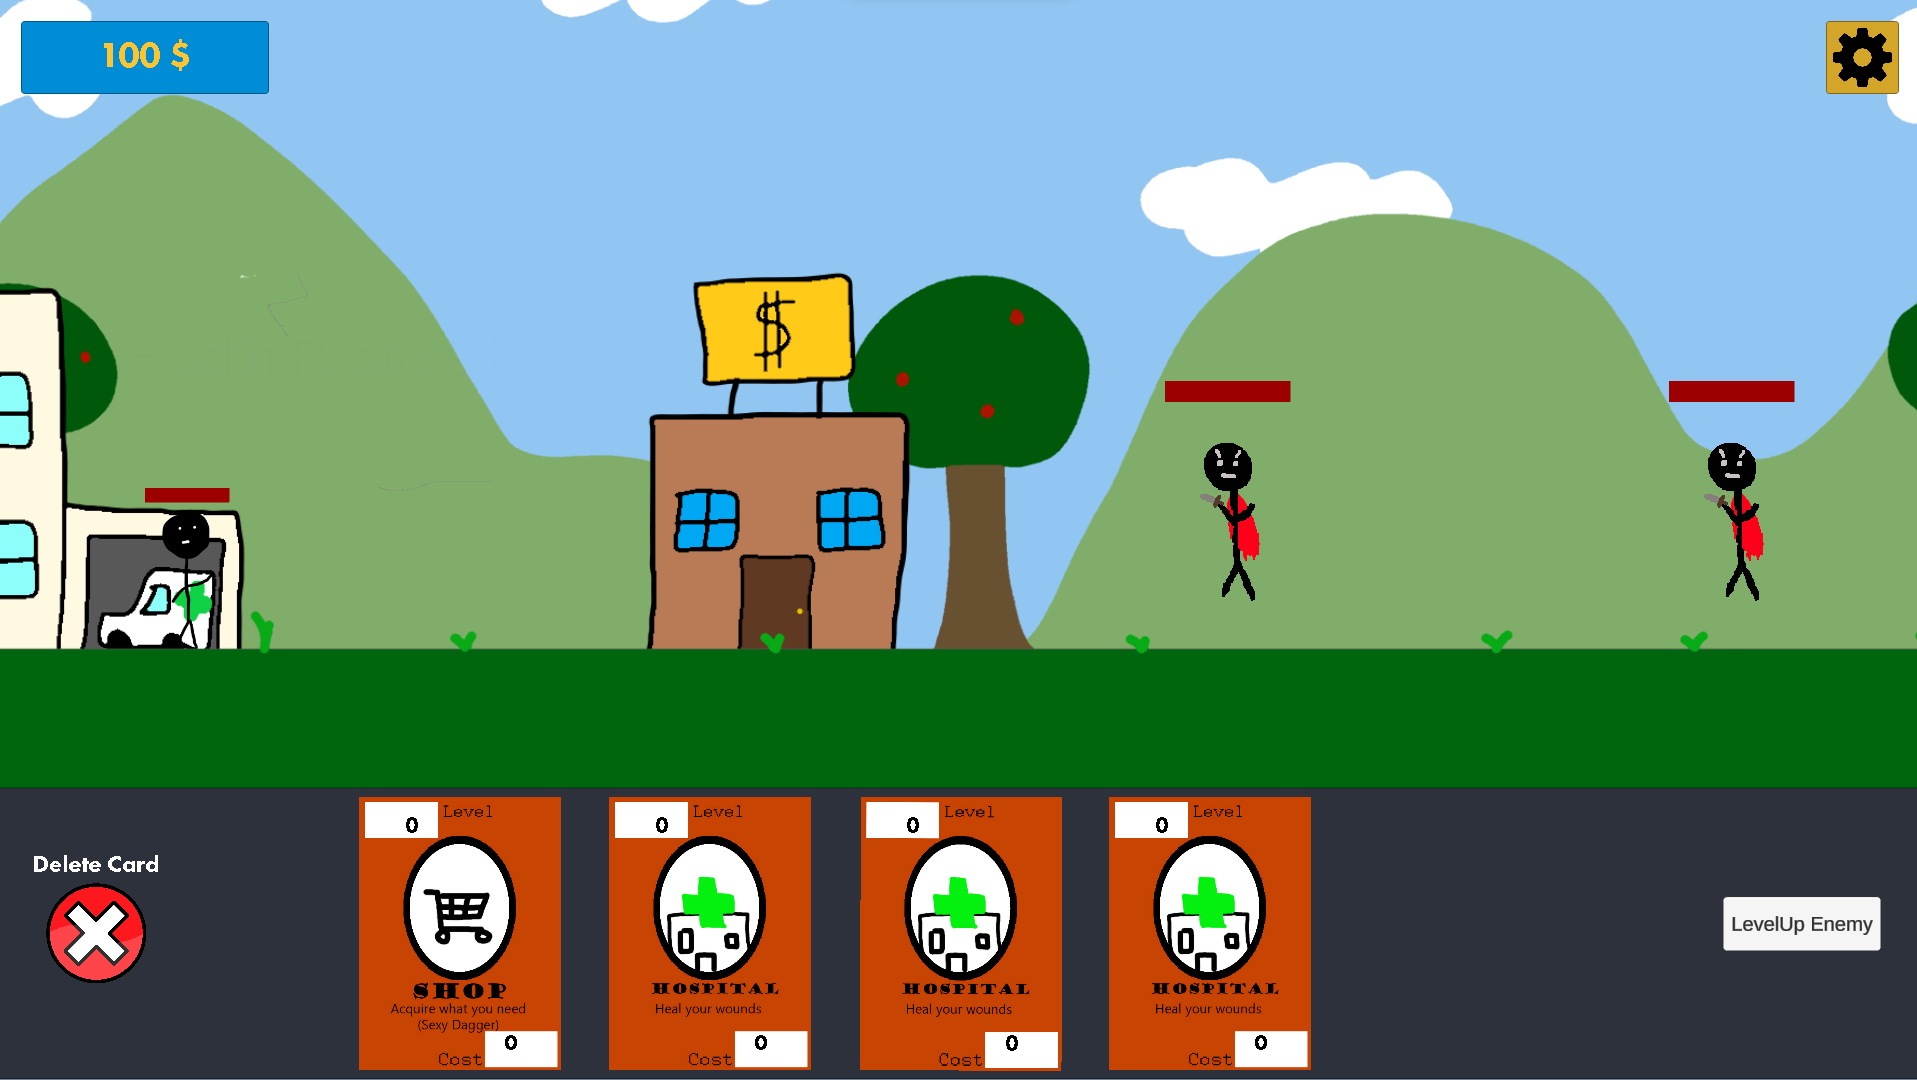 100 $
Health Restored
$
Delete Card
0 Level
SHOP
Acquire what you need
(Sexy Dagger)
Cost 0
0 Level
HOSPITAL
Heal your wounds
Cost 0
0 Level
HOSPITAL
Heal your wounds
Cost 0
0 Level
HOSPITAL
Heal your wounds
Cost 0
LevelUp Enemy